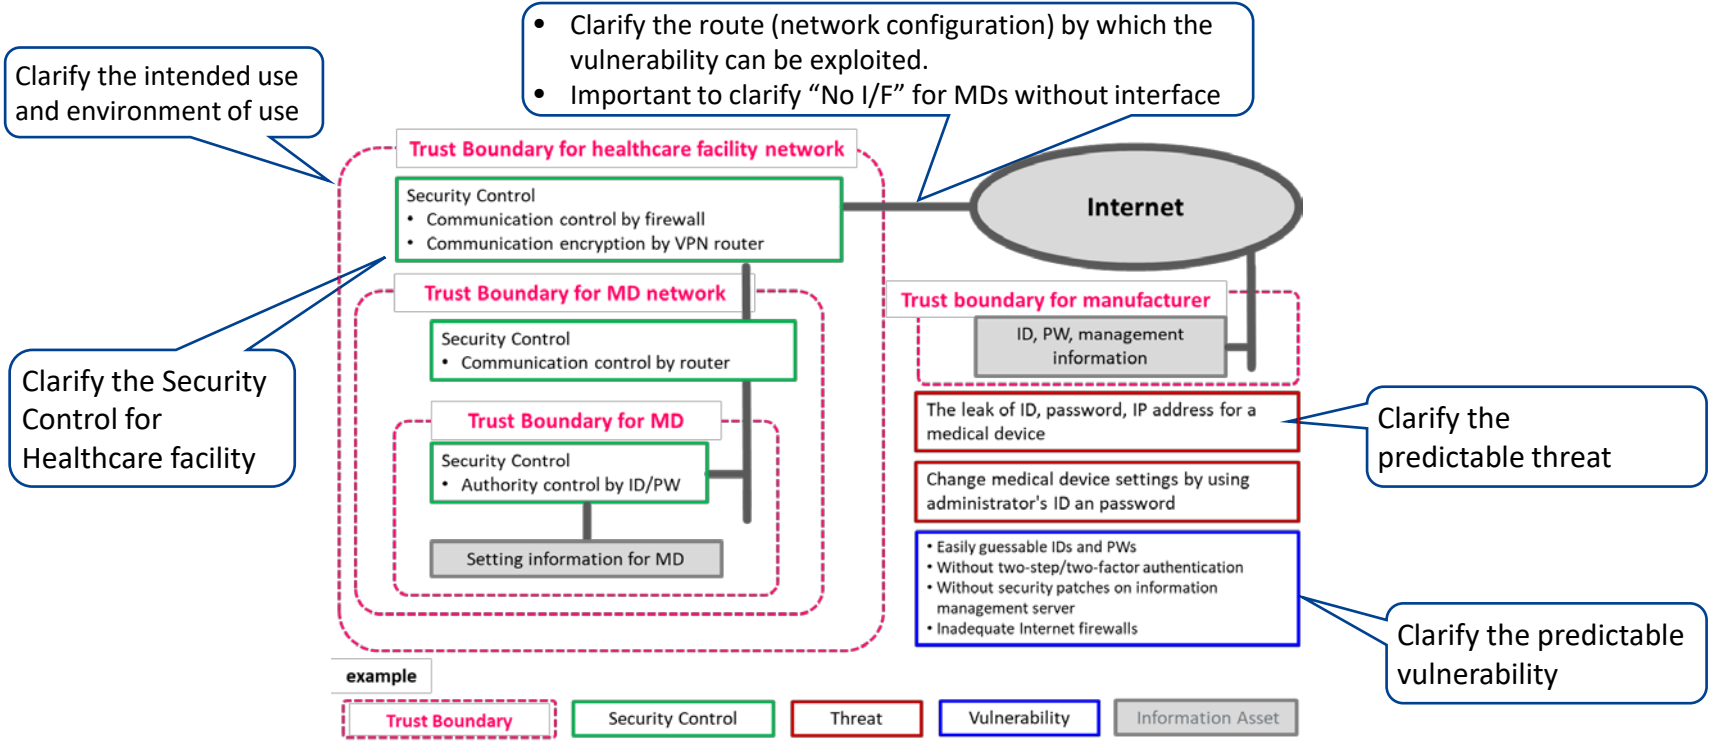 • Clarify the route (network configuration) by which the
vulnerability can be exploited.
• Important to clarify “No I/F” for MDs without interface
Clarify the intended use
and environment of use
Trust Boundary for healthcare facility network
Security Control
• Communication control by firewall
• Communication encryption by VPN router
Internet
Trust Boundary for MD network
Security Control
• Communication control by router
Trust boundary for manufacturer
ID, PW, management
information
Clarify the Security
Control for
Healthcare facility
Trust Boundary for MD
Security Control
• Authority control by ID/PW
Setting information for MD
The leak of ID, password, IP address for a
medical device
Clarify the
predictable threat
Change medical device settings by using
administrator's ID an password
• Easily guessable IDs and PWs
• Without two-step/two-factor authentication
• Without security patches on information
management server
• Inadequate Internet firewalls
Clarify the predictable
vulnerability
example
Trust Boundary
Security Control
Threat
Vulnerability
Information Asset